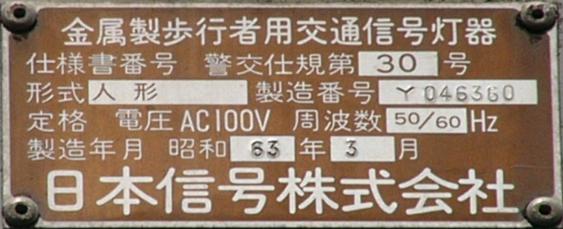 金属製歩行者用交通信号灯器
仕様書番号 警交仕規第 30 号
形式 人形 製造番号 Y 046360
定格 電圧 AC100V 周波数 50/60 Hz
製造年月 昭和 63 年 3 月
日本信号株式会社